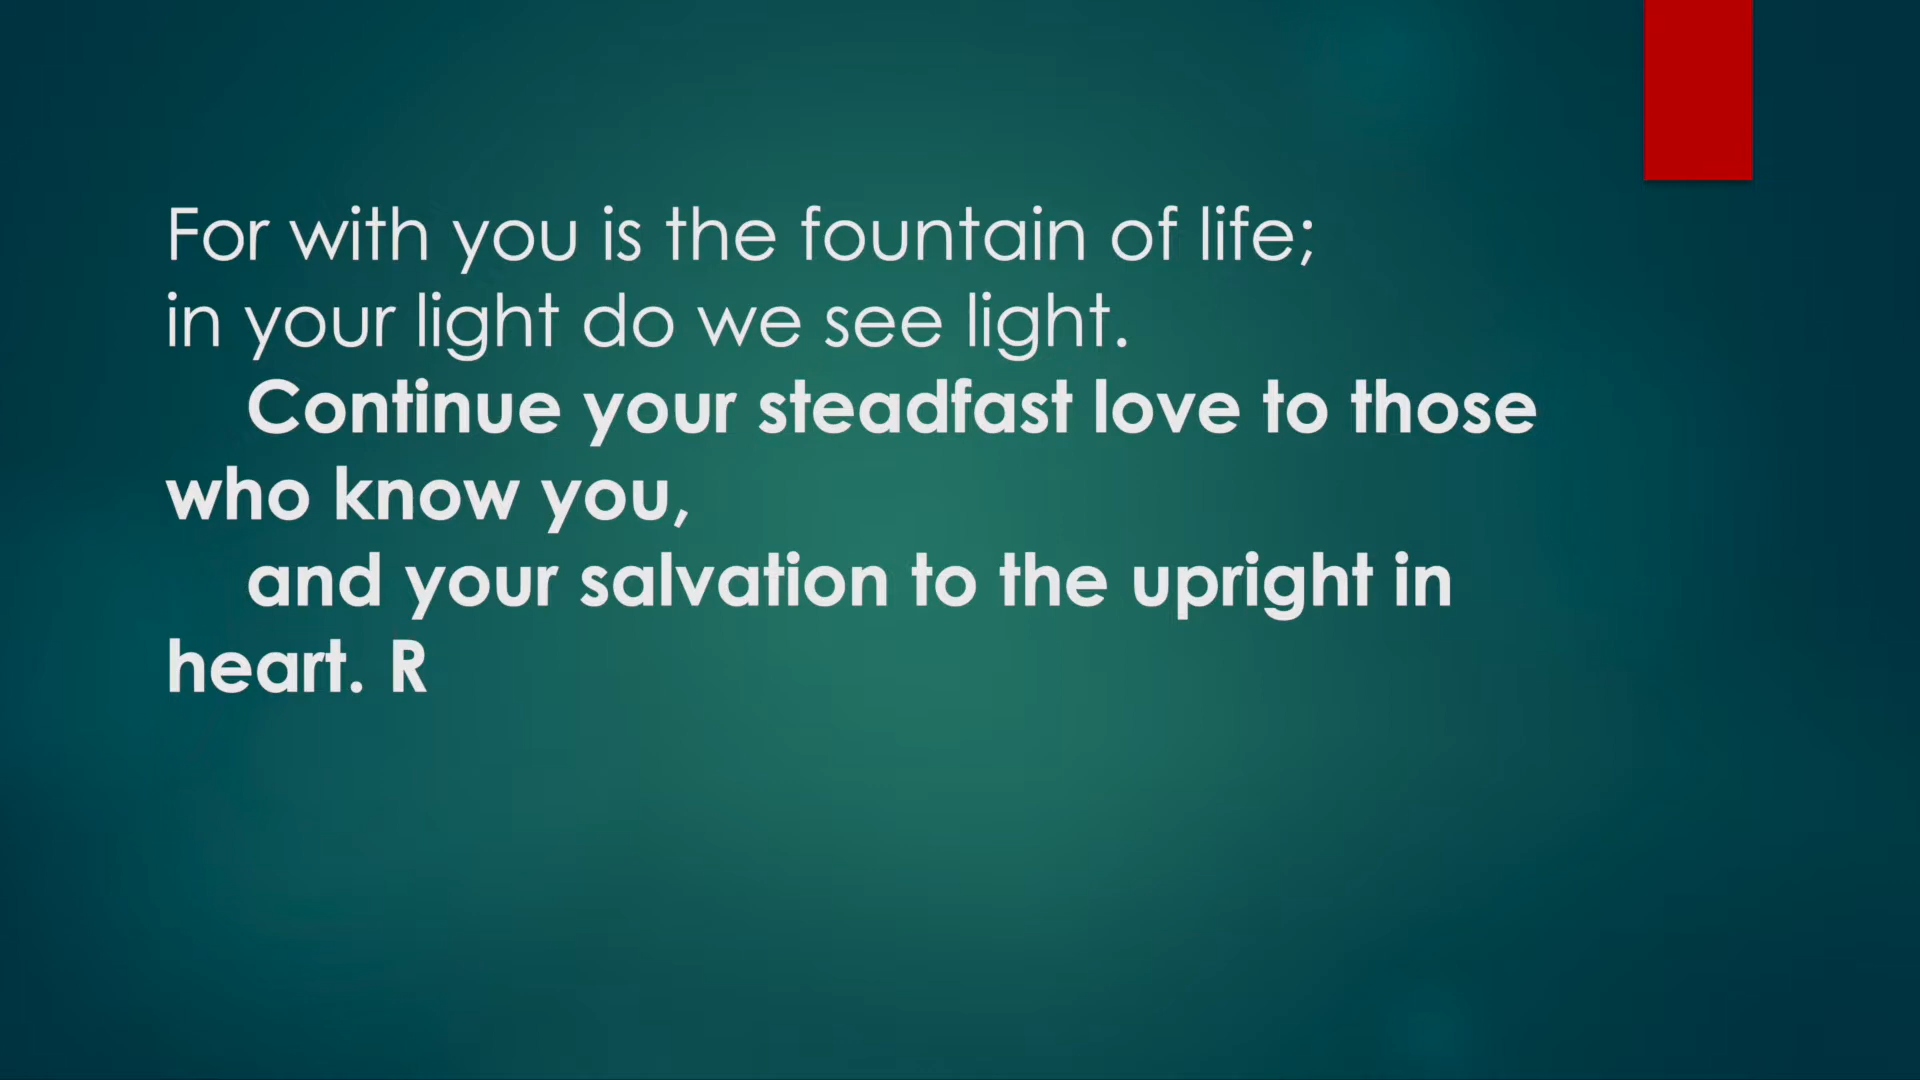 For with you is the fountain of life;
in your light do we see light.
Continue your steadfast love to those
who know you,
and your salvation to the upright in
heart. R